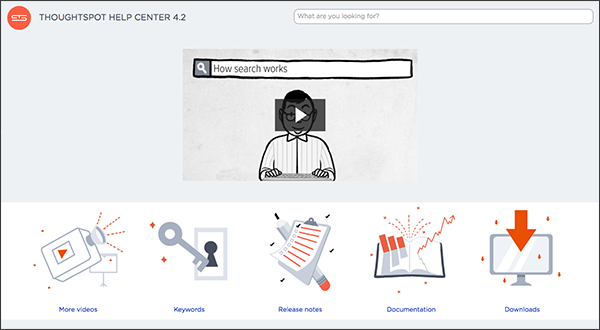 THOUGHTSPOT HELP CENTER 4.2
What are you looking for?
How search works
More videos
Keywords
Release notes
Documentation
Downloads